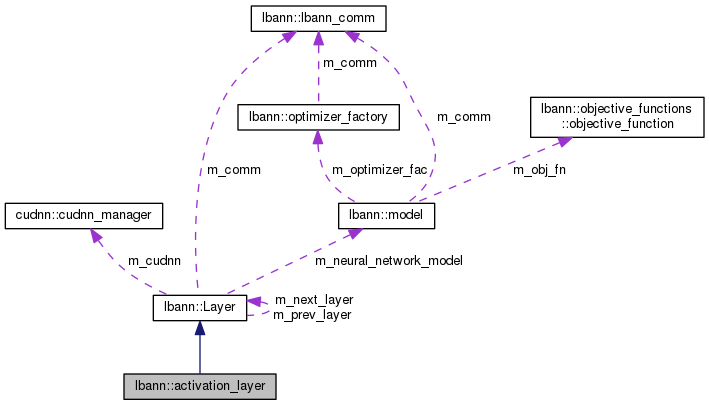 lbann::lbann_comm
m_comm
lbann::optimizer_factory
lbann::objective_functions
::objective_function
m_comm
m_comm
m_optimizer_fac
m_obj_fn
cudnn::cudnn_manager
lbann::model
m_cudnn
m_neural_network_model
lbann::Layer
m_next_layer
m_prev_layer
lbann::activation_layer